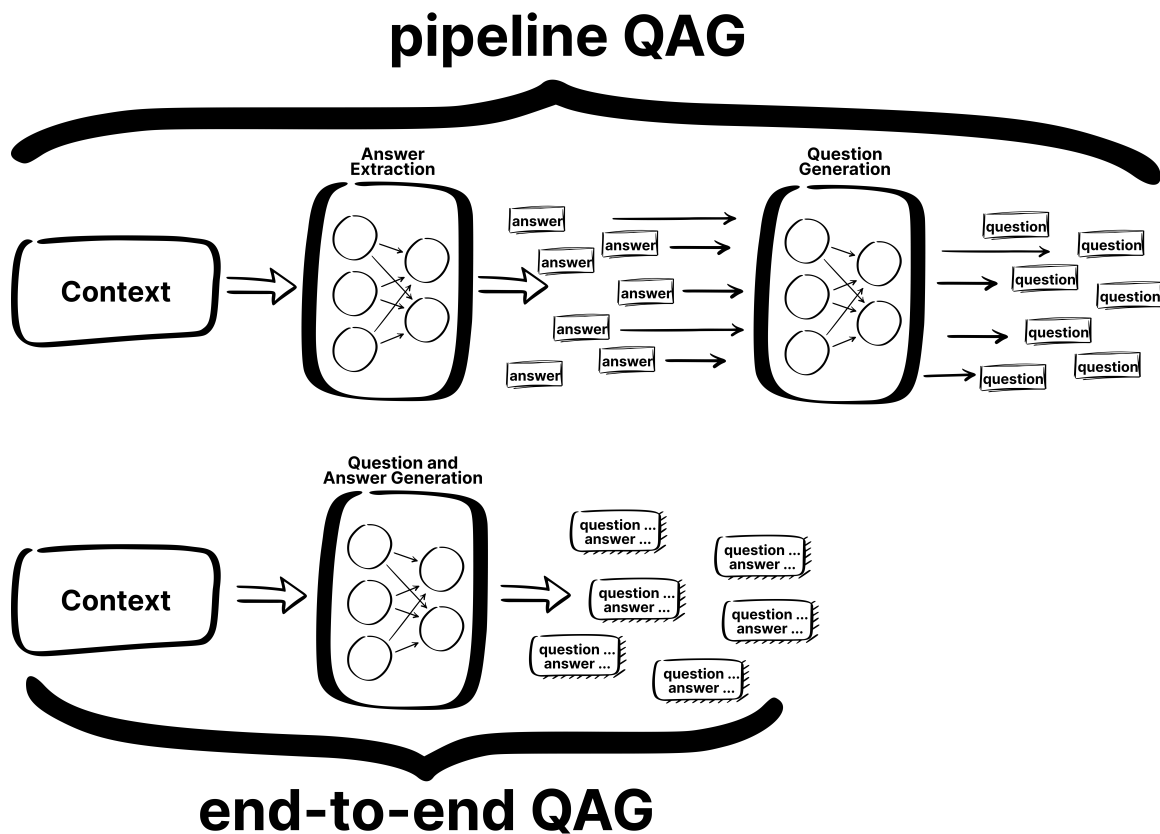 pipeline QAG
Answer
Extraction
Question
Generation
Context
answer
answer
answer
answer
answer
answer
answer
question
question
question
question
question
question
question
Question and
Answer Generation
Context
question ...
answer ...
question ...
answer ...
question ...
answer ...
question ...
answer ...
question ...
answer ...
question ...
answer ...
end-to-end QAG